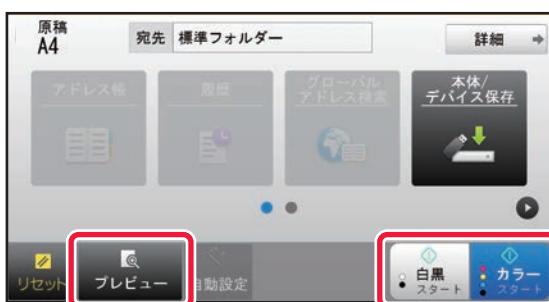 原稿
A4
宛先 標準フォルダー
詳細
アドレス帳
履歴
グローバル
アドレス検索
本体/
デバイス保存
リセット
プレビュー
自動設定
白黒
スタート
カラー
スタート